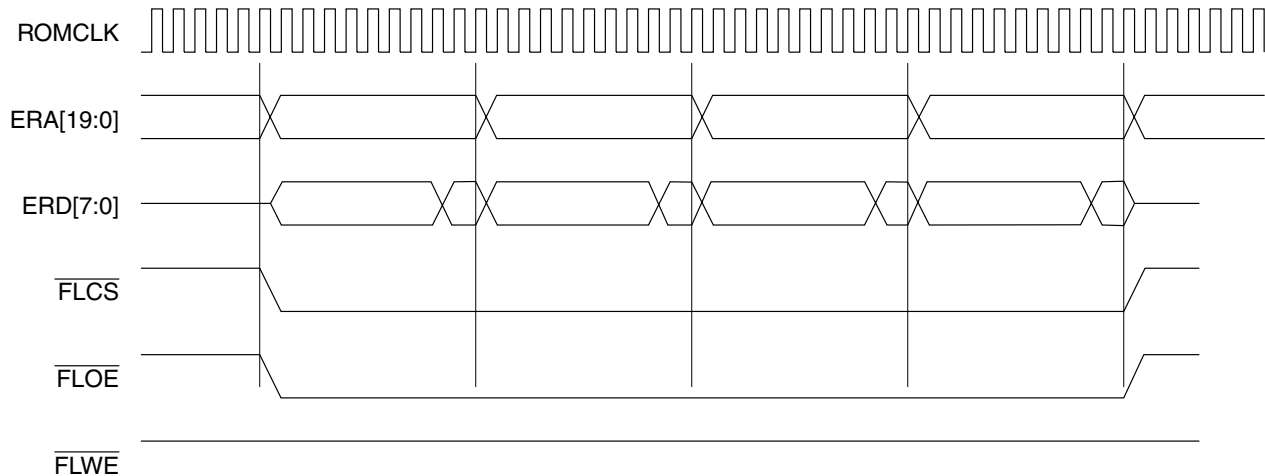 ROMCLK
ERA[19:0]
ERD[7:0]
FLCS
FLOE
FLWE